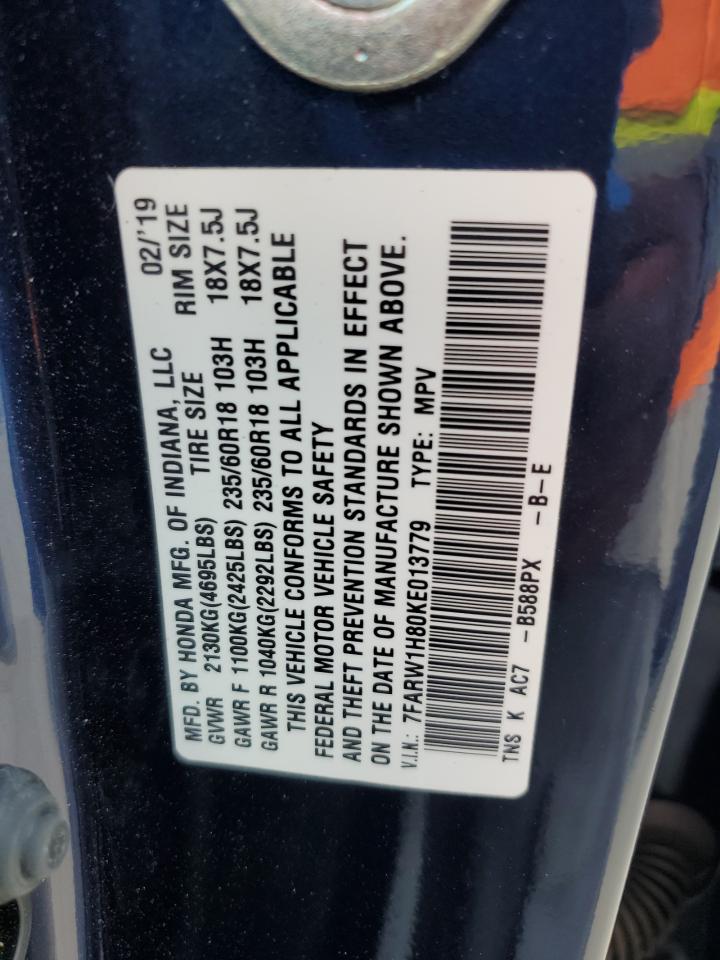 MFD. BY HONDA MFG. OF INDIANA, LLC 02/'19
GVWR 2130KG(4695LBS) TIRE SIZE RIM SIZE
GAWR F 1100KG(2425LBS) 235/60R18 103H 18X7.5J
GAWR R 1040KG(2292LBS) 235/60R18 103H 18X7.5J
THIS VEHICLE CONFORMS TO ALL APPLICABLE
FEDERAL MOTOR VEHICLE SAFETY
AND THEFT PREVENTION STANDARDS IN EFFECT
ON THE DATE OF MANUFACTURE SHOWN ABOVE.
V.I.N.: 7FARW1H80KE013779 TYPE: MPV
TNS K AC7 -B588PX -B-E